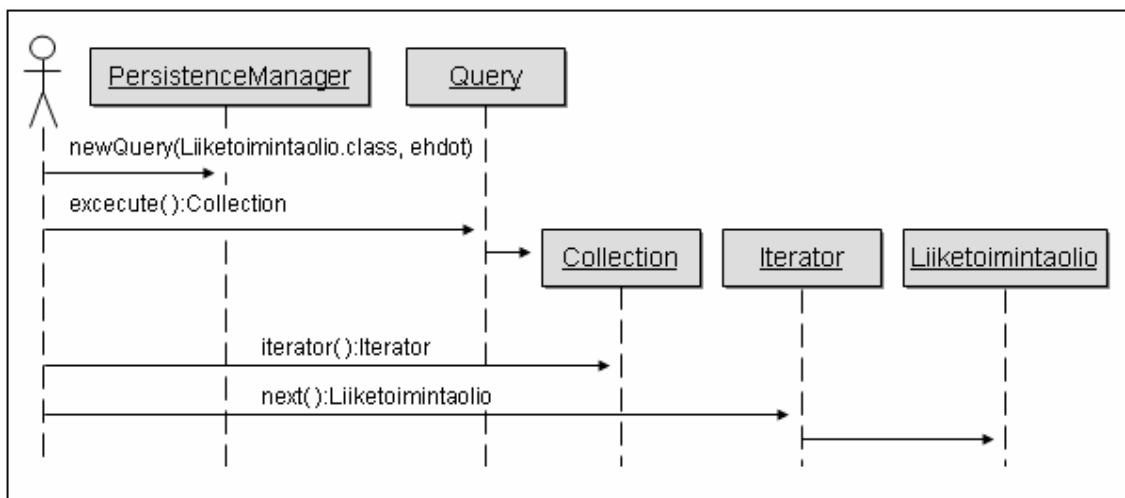 PersistenceManager
Query
newQuery(Liiketoimintaolio.class, ehdot)
excecute():Collection
Collection
Iterator
Liiketoimintaolio
iterator():Iterator
next():Liiketoimintaolio